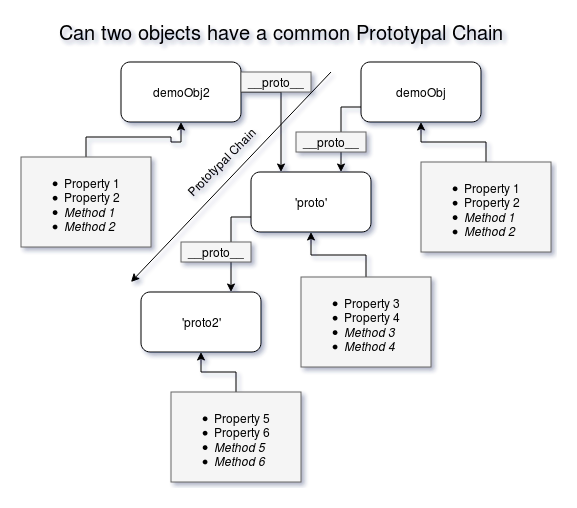 Can two objects have a common Prototypal Chain
demoObj2
__proto__
demoObj
Prototypal Chain
__proto__
• Property 1
• Property 2
• Method 1
• Method 2
• Property 1
• Property 2
• Method 1
• Method 2
'proto'
__proto__
'proto2'
• Property 3
• Property 4
• Method 3
• Method 4
• Property 5
• Property 6
• Method 5
• Method 6